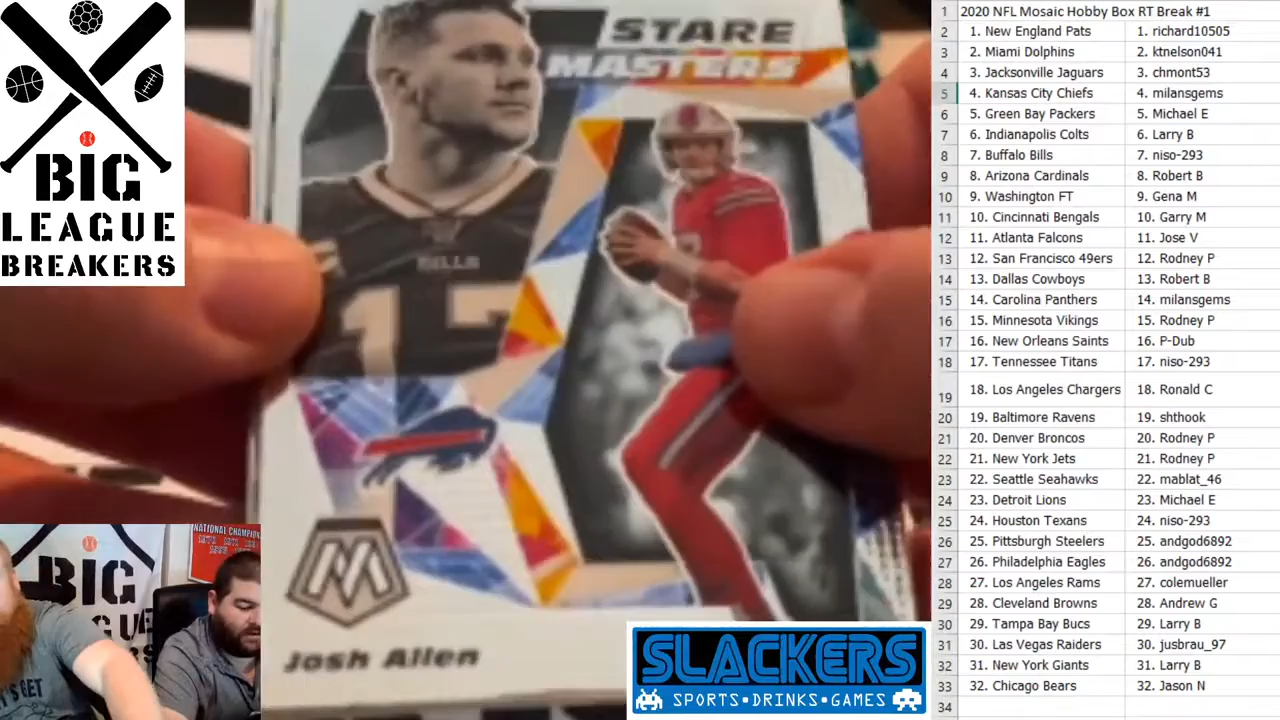 BIG
LEAGUE
BREAKERS
STARE
MASTERS
BILLS
17
Josh Allen
NATIONAL CHAMPION
BIG
SLACKERS
SPORTS•DRINKS•GAMES
1 2020 NFL Mosaic Hobby Box RT Break #1
2 1. New England Pats 1. richard10505
3 2. Miami Dolphins 2. ktnelson041
4 3. Jacksonville Jaguars 3. chmont53
5 4. Kansas City Chiefs 4. milansgems
6 5. Green Bay Packers 5. Michael E
7 6. Indianapolis Colts 6. Larry B
8 7. Buffalo Bills 7. niso-293
9 8. Arizona Cardinals 8. Robert B
10 9. Washington FT 9. Gena M
11 10. Cincinnati Bengals 10. Garry M
12 11. Atlanta Falcons 11. Jose V
13 12. San Francisco 49ers 12. Rodney P
14 13. Dallas Cowboys 13. Robert B
15 14. Carolina Panthers 14. milansgems
16 15. Minnesota Vikings 15. Rodney P
17 16. New Orleans Saints 16. P-Dub
18 17. Tennessee Titans 17. niso-293
19 18. Los Angeles Chargers 18. Ronald C
20 19. Baltimore Ravens 19. shthook
21 20. Denver Broncos 20. Rodney P
22 21. New York Jets 21. Rodney P
23 22. Seattle Seahawks 22. mablat_46
24 23. Detroit Lions 23. Michael E
25 24. Houston Texans 24. niso-293
26 25. Pittsburgh Steelers 25. andgod6892
27 26. Philadelphia Eagles 26. andgod6892
28 27. Los Angeles Rams 27. colemueller
29 28. Cleveland Browns 28. Andrew G
30 29. Tampa Bay Bucs 29. Larry B
31 30. Las Vegas Raiders 30. jusbrau_97
32 31. New York Giants 31. Larry B
33 32. Chicago Bears 32. Jason N
34